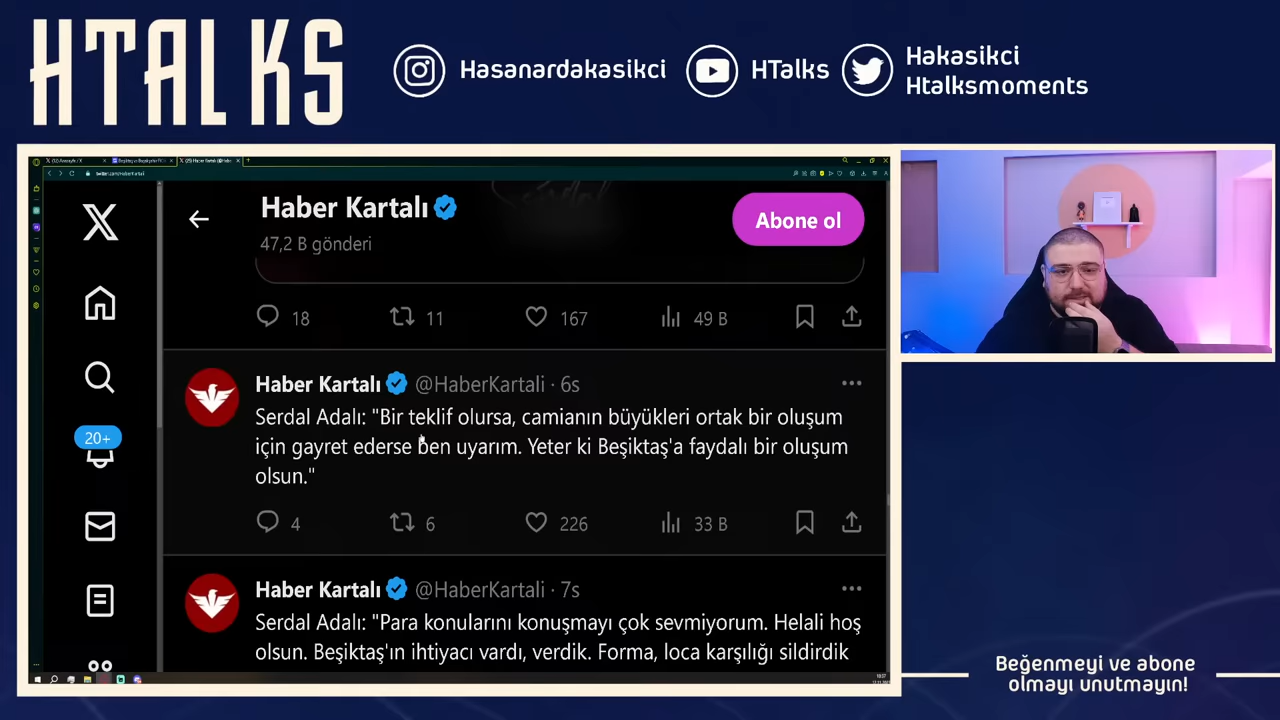 HTALKS
Hasanardakasikci
HTalks
Hakasikci
Htalksmoments
Haber Kartalı
47,2 B gönderi
Abone ol
18
11
167
49 B
Haber Kartalı @HaberKartali · 6s
Serdal Adalı: "Bir teklif olursa, camianın büyükleri ortak bir oluşum
için gayret ederse ben uyarım. Yeter ki Beşiktaş'a faydalı bir oluşum
olsun."
20+
4
6
226
33 B
Haber Kartalı @HaberKartali · 7s
Serdal Adalı: "Para konularını konuşmayı çok sevmiyorum. Helali hoş
olsun. Beşiktaş'ın ihtiyacı vardı, verdik. Forma, loca karşılığı sildirdik
Beğenmeyi ve abone
olmayı unutmayın!